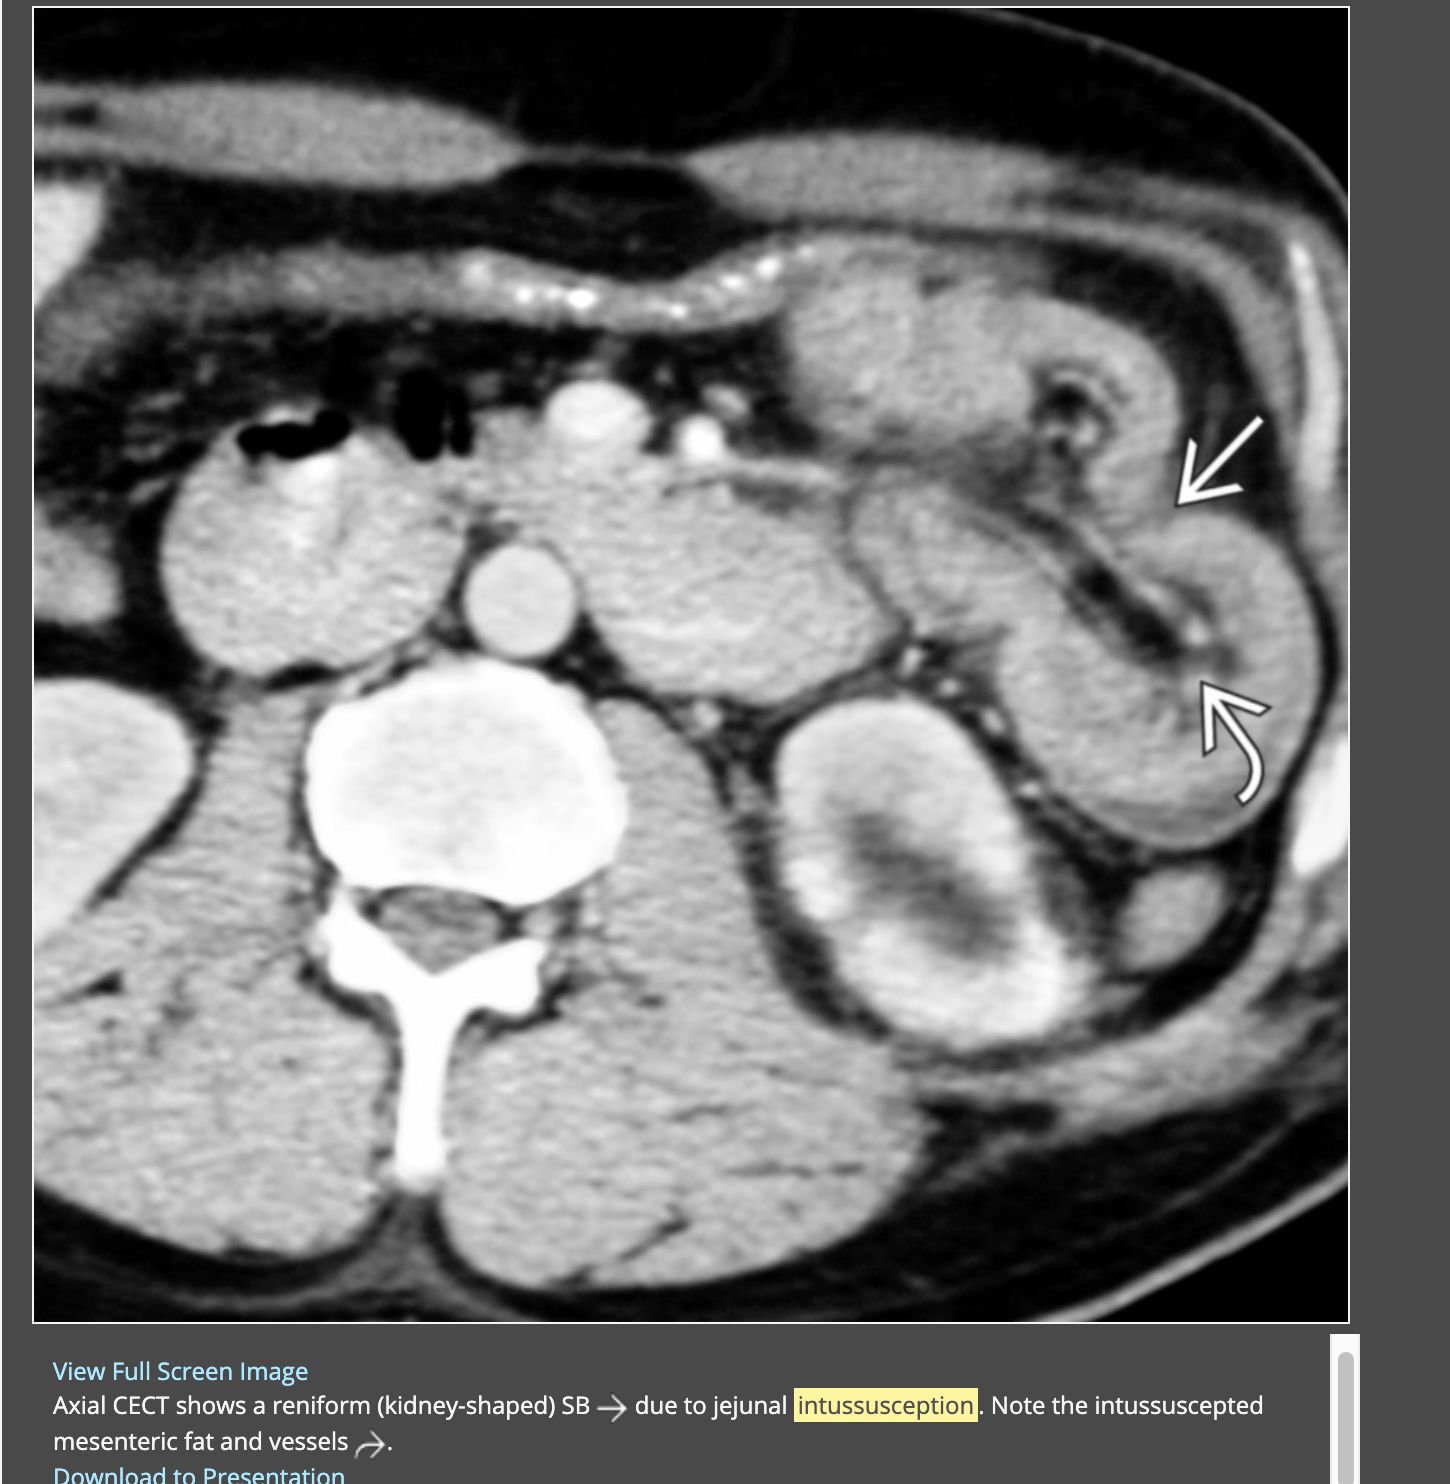 View Full Screen Image
Axial CECT shows a reniform (kidney-shaped) SB → due to jejunal intussusception. Note the intussuscepted
mesenteric fat and vessels ↷.
Download to Presentation